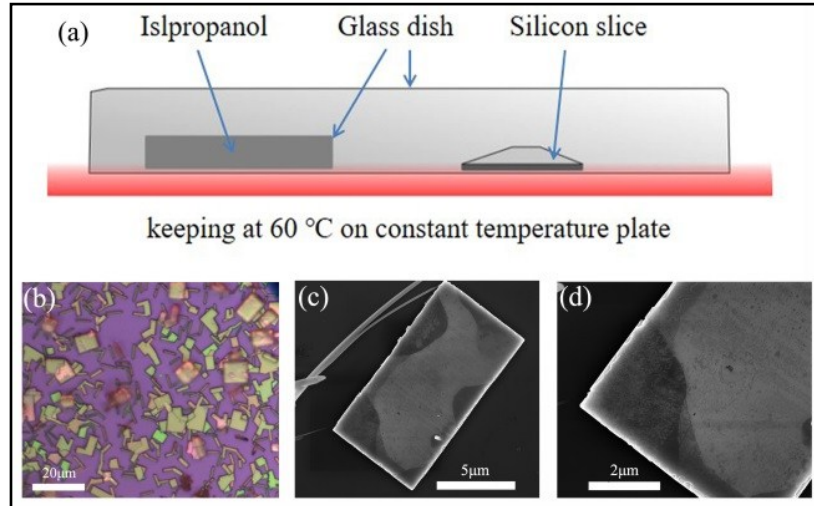 (a)
Islpropanol
Glass dish
Silicon slice
keeping at 60 °C on constant temperature plate
(b)
20μm
(c)
5μm
(d)
2μm